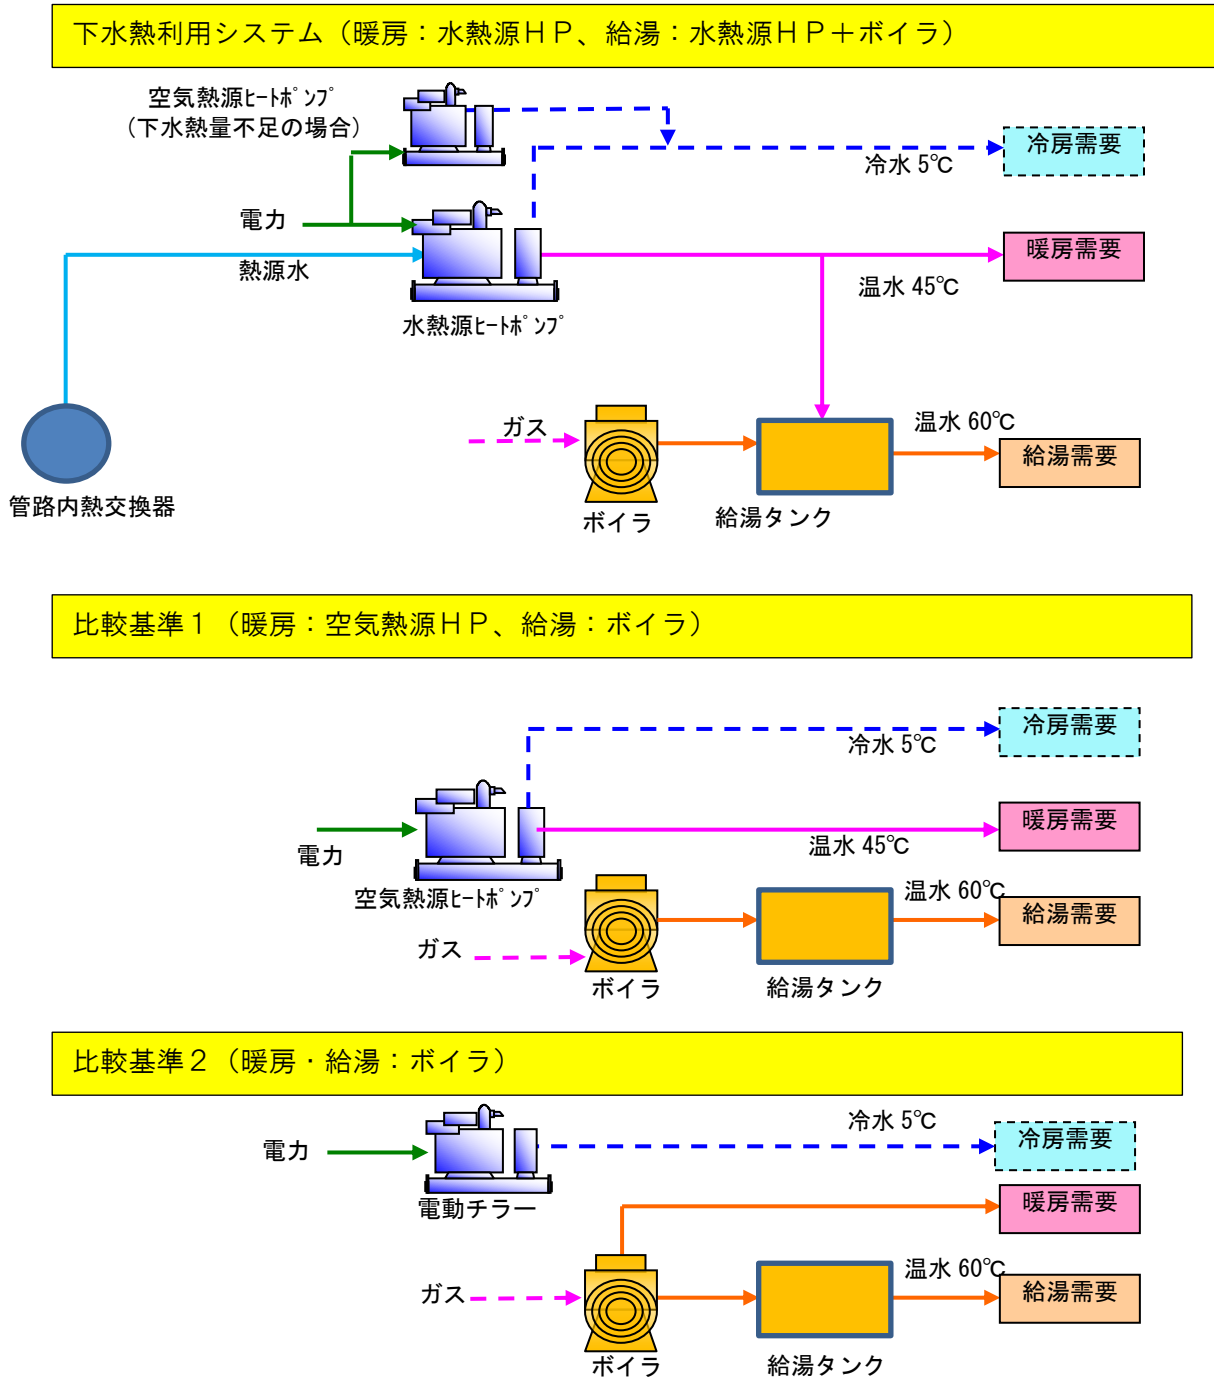 下水熱利用システム（暖房：水熱源ＨＰ、給湯：水熱源ＨＰ＋ボイラ）
空気熱源ﾋｰﾄﾎﾟﾝﾌﾟ
（下水熱量不足の場合）
冷水 5℃
冷房需要
電力
熱源水
暖房需要
温水 45℃
水熱源ﾋｰﾄﾎﾟﾝﾌﾟ
ガス
温水 60℃
給湯需要
管路内熱交換器
ボイラ
給湯タンク
比較基準１（暖房：空気熱源ＨＰ、給湯：ボイラ）
冷水 5℃
冷房需要
電力
暖房需要
温水 45℃
空気熱源ﾋｰﾄﾎﾟﾝﾌﾟ
温水 60℃
給湯需要
ガス
ボイラ
給湯タンク
比較基準２（暖房・給湯：ボイラ）
冷水 5℃
冷房需要
電力
電動チラー
暖房需要
温水 60℃
ガス
給湯需要
ボイラ
給湯タンク